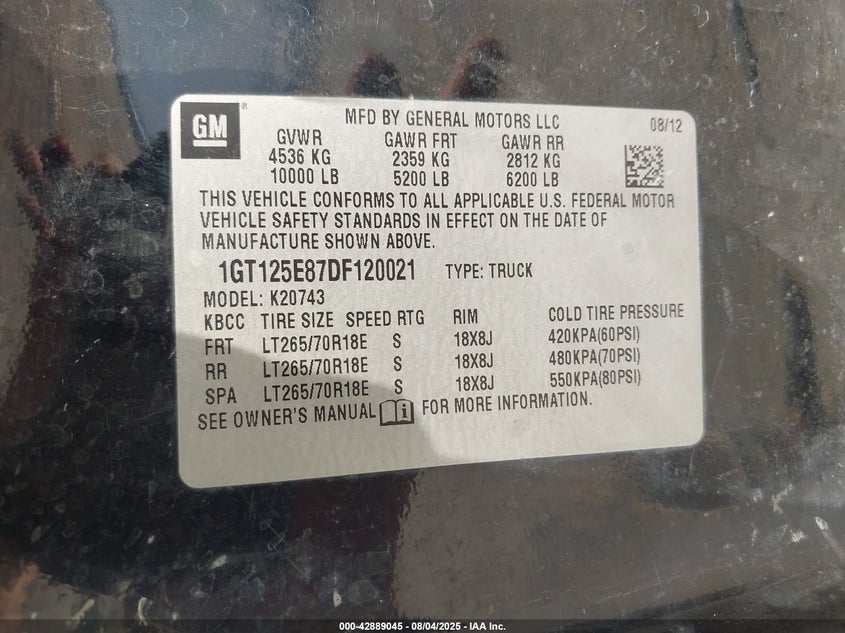 GM
MFD BY GENERAL MOTORS LLC
08/12
GVWR GAWR FRT GAWR RR
4536 KG 2359 KG 2812 KG
10000 LB 5200 LB 6200 LB
THIS VEHICLE CONFORMS TO ALL APPLICABLE U.S. FEDERAL MOTOR
VEHICLE SAFETY STANDARDS IN EFFECT ON THE DATE OF
MANUFACTURE SHOWN ABOVE.
1GT125E87DF120021 TYPE: TRUCK
MODEL: K20743
KBCC TIRE SIZE SPEED RTG RIM COLD TIRE PRESSURE
FRT LT265/70R18E S 18X8J 420KPA(60PSI)
RR LT265/70R18E S 18X8J 480KPA(70PSI)
SPA LT265/70R18E S 18X8J 550KPA(80PSI)
SEE OWNER'S MANUAL FOR MORE INFORMATION.
000-42889045 - 08/04/2025 - IAA Inc.